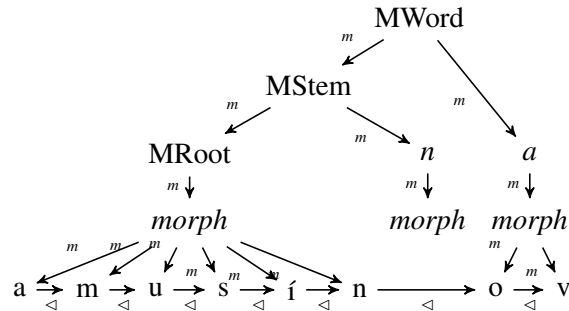 MWord
m
MStem
m m
m
MRoot n a
m m m
morph morph morph
m m m m
m m m m
a m u s í n o v
◁ ◁ ◁ ◁ ◁ ◁ ◁